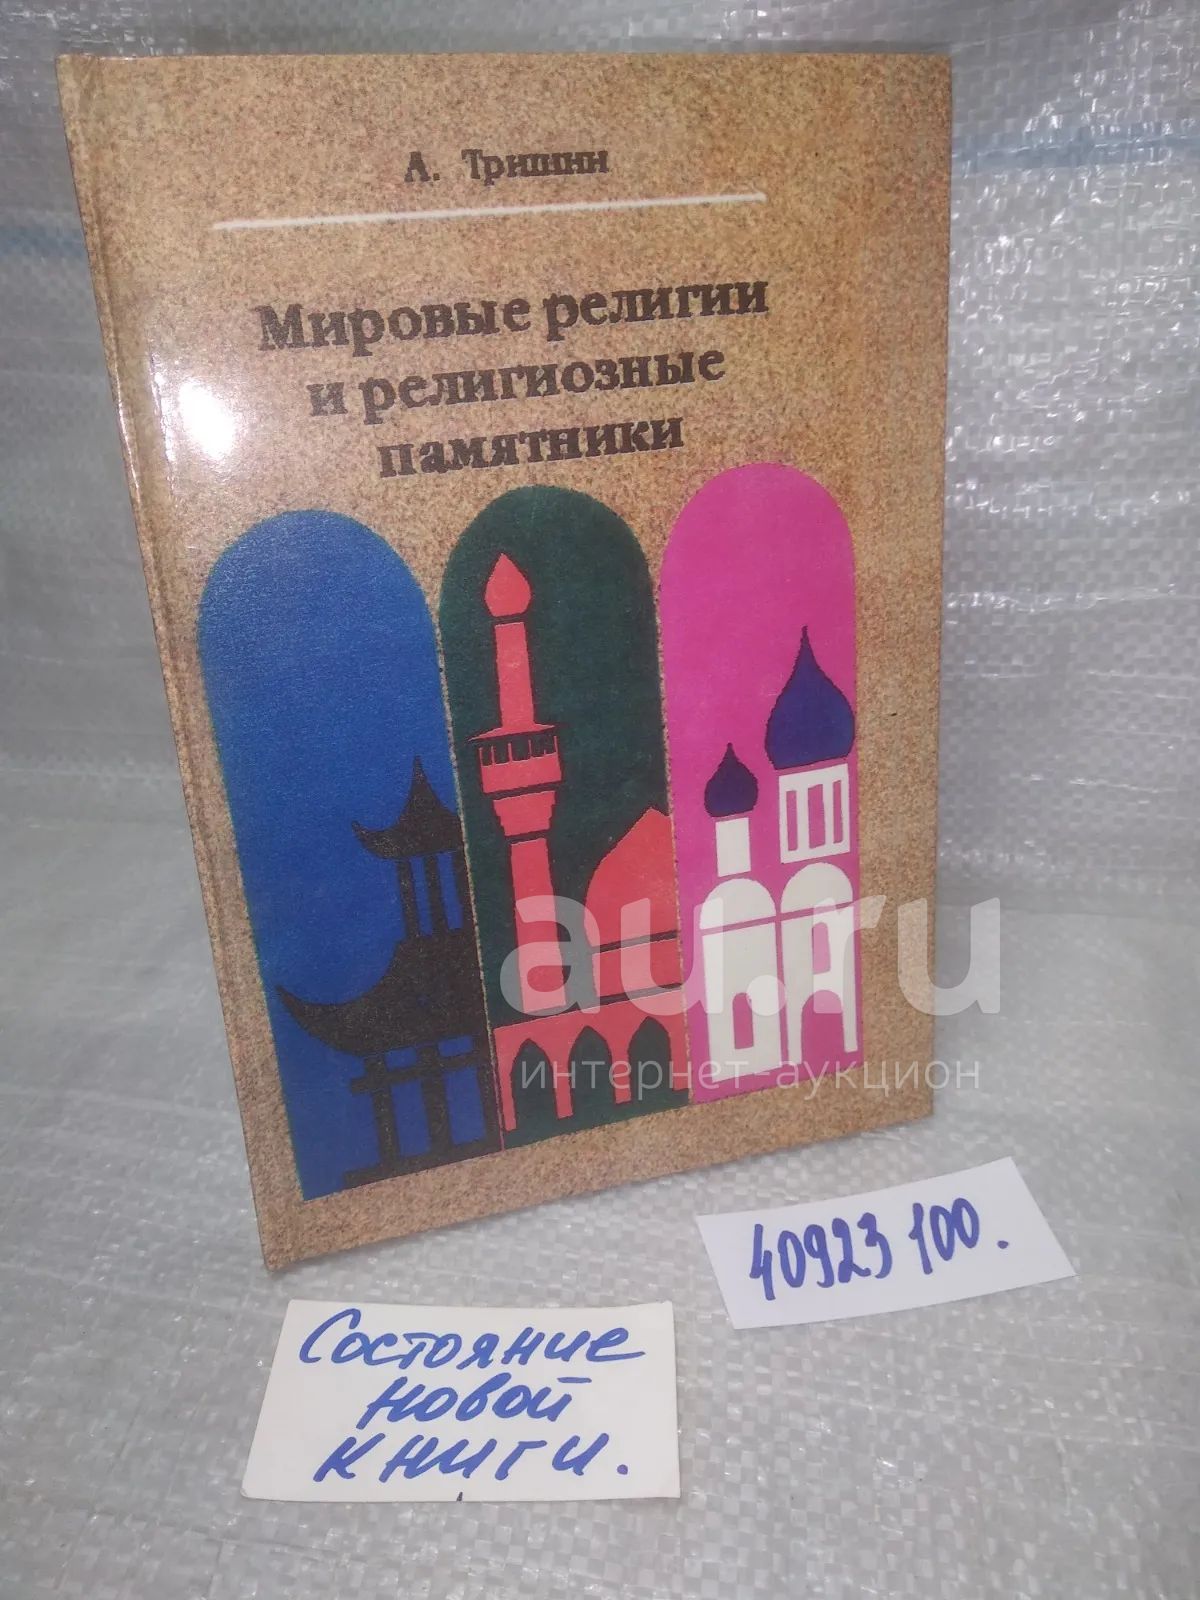 А. Тришин
Мировые религии
и религиозные
памятники
au.ru
интернет-аукцион
40923 100.
Состояние
новой
книги.